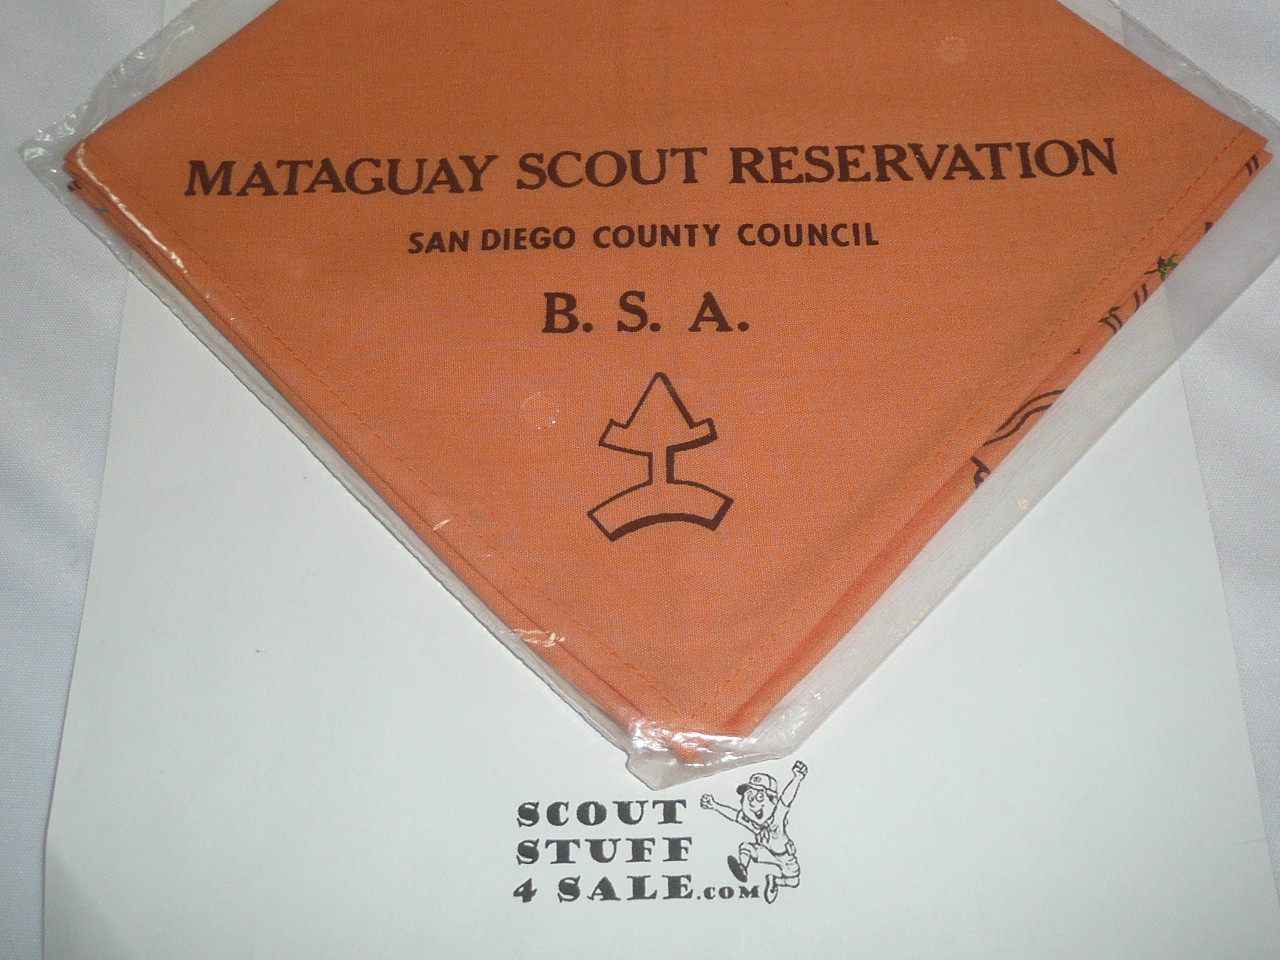 MATAGUAY SCOUT RESERVATION
SAN DIEGO COUNTY COUNCIL
B. S. A.
SCOUT
STUFF
4 SALE.COM